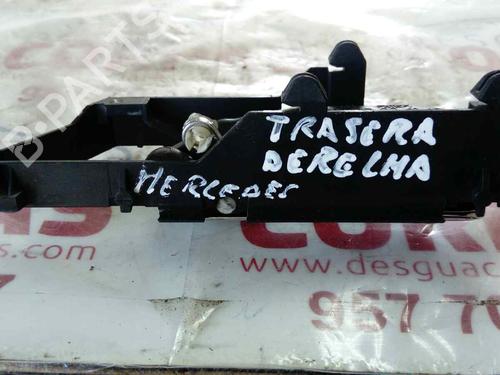 B-PARTS
TRASERA
DERECHA
MERCEDES
www.desguac
957 70